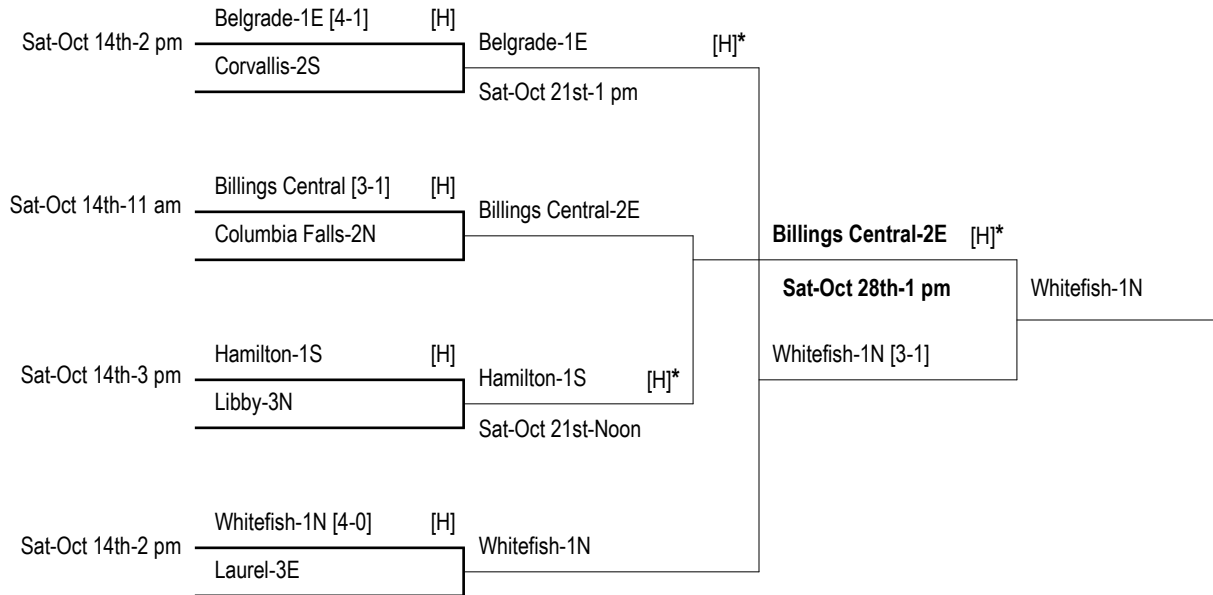 Belgrade-1E [4-1] [H]
Sat-Oct 14th-2 pm
Corvallis-2S
Belgrade-1E [H]*
Sat-Oct 21st-1 pm
Billings Central [3-1] [H]
Sat-Oct 14th-11 am
Columbia Falls-2N
Billings Central-2E
Billings Central-2E [H]*
Sat-Oct 28th-1 pm
Whitefish-1N
Whitefish-1N [3-1]
Hamilton-1S [H]
Sat-Oct 14th-3 pm
Libby-3N
Hamilton-1S [H]*
Sat-Oct 21st-Noon
Whitefish-1N [4-0] [H]
Sat-Oct 14th-2 pm
Laurel-3E
Whitefish-1N